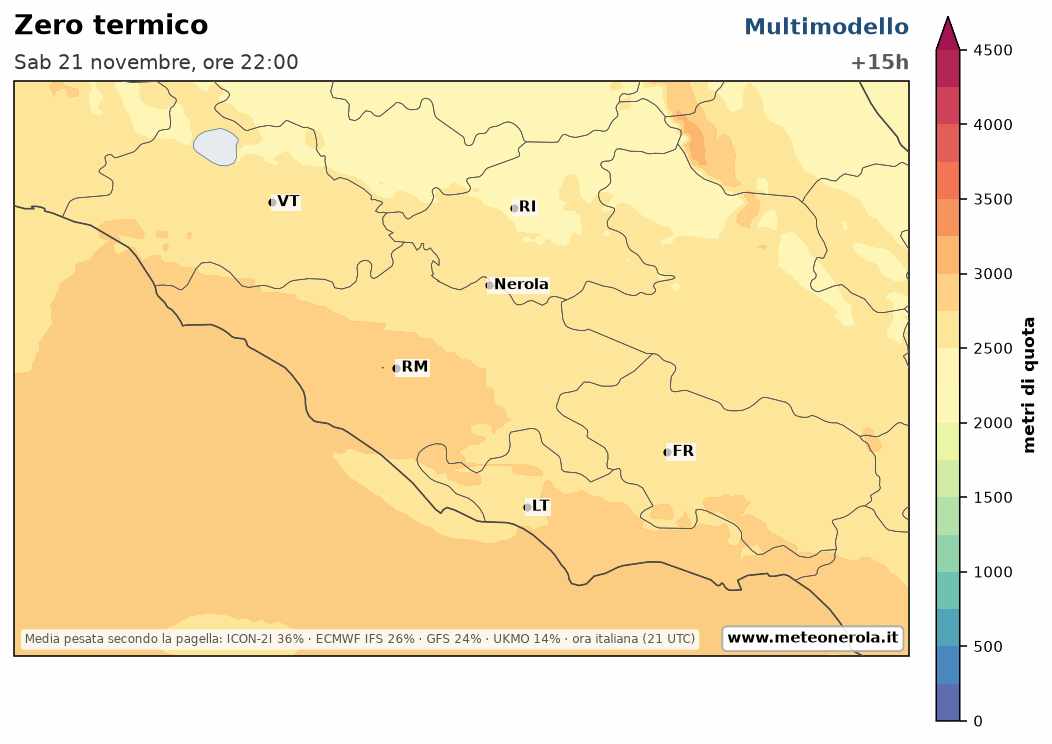 Zero termico
Multimodello
Sab 21 novembre, ore 22:00
+15h
VT
RI
Nerola
RM
FR
LT
Media pesata secondo la pagella: ICON-2I 36% · ECMWF IFS 26% · GFS 24% · UKMO 14% · ora italiana (21 UTC)
www.meteonerola.it
4500
4000
3500
3000
2500
2000
1500
1000
500
0
metri di quota